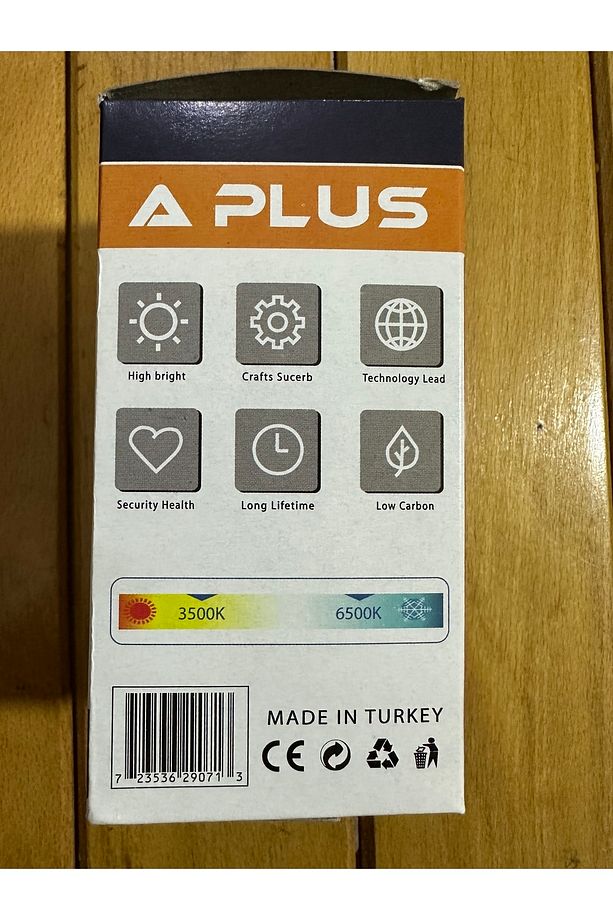 A PLUS
High bright
Crafts Sucerb
Technology Lead
Security Health
Long Lifetime
Low Carbon
3500K
6500K
MADE IN TURKEY
CE
7 23536 29071 3